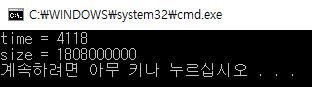 C:₩WINDOWS₩system32₩cmd.exe
time = 4118
size = 1808000000
계속하려면 아무 키나 누르십시오 . . .